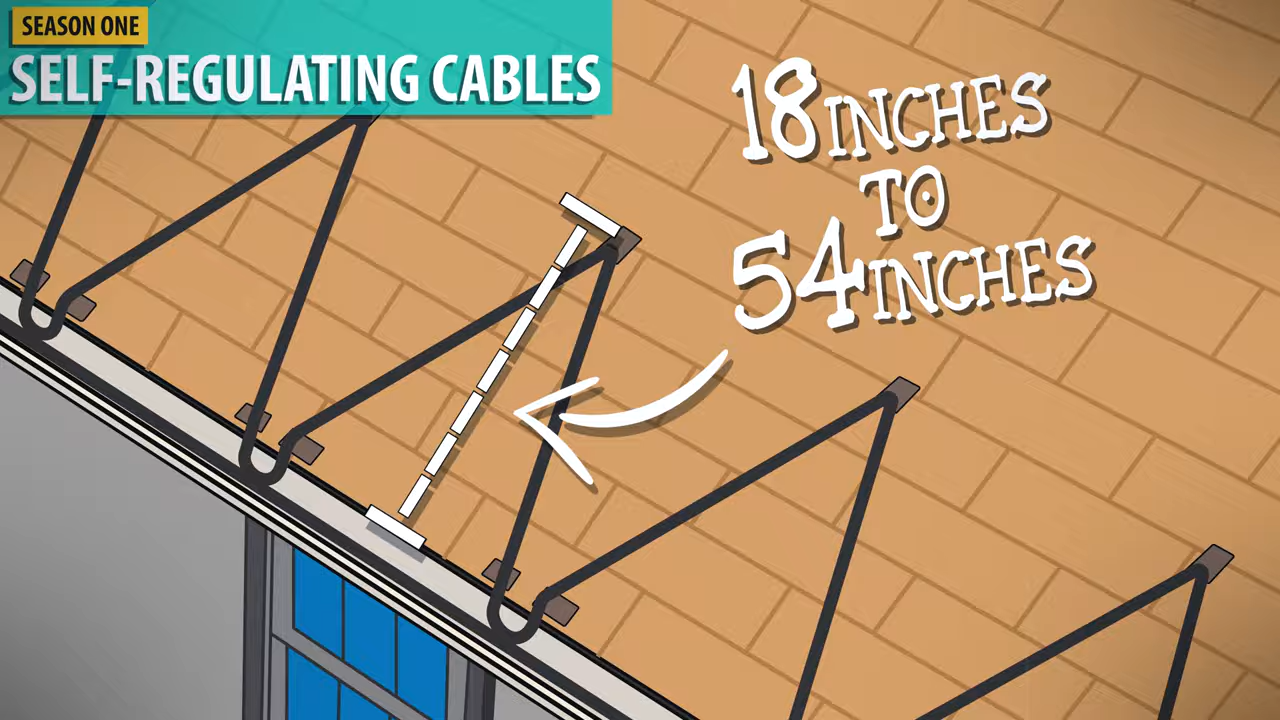 SEASON ONE
SELF-REGULATING CABLES
18 INCHES
TO
54 INCHES